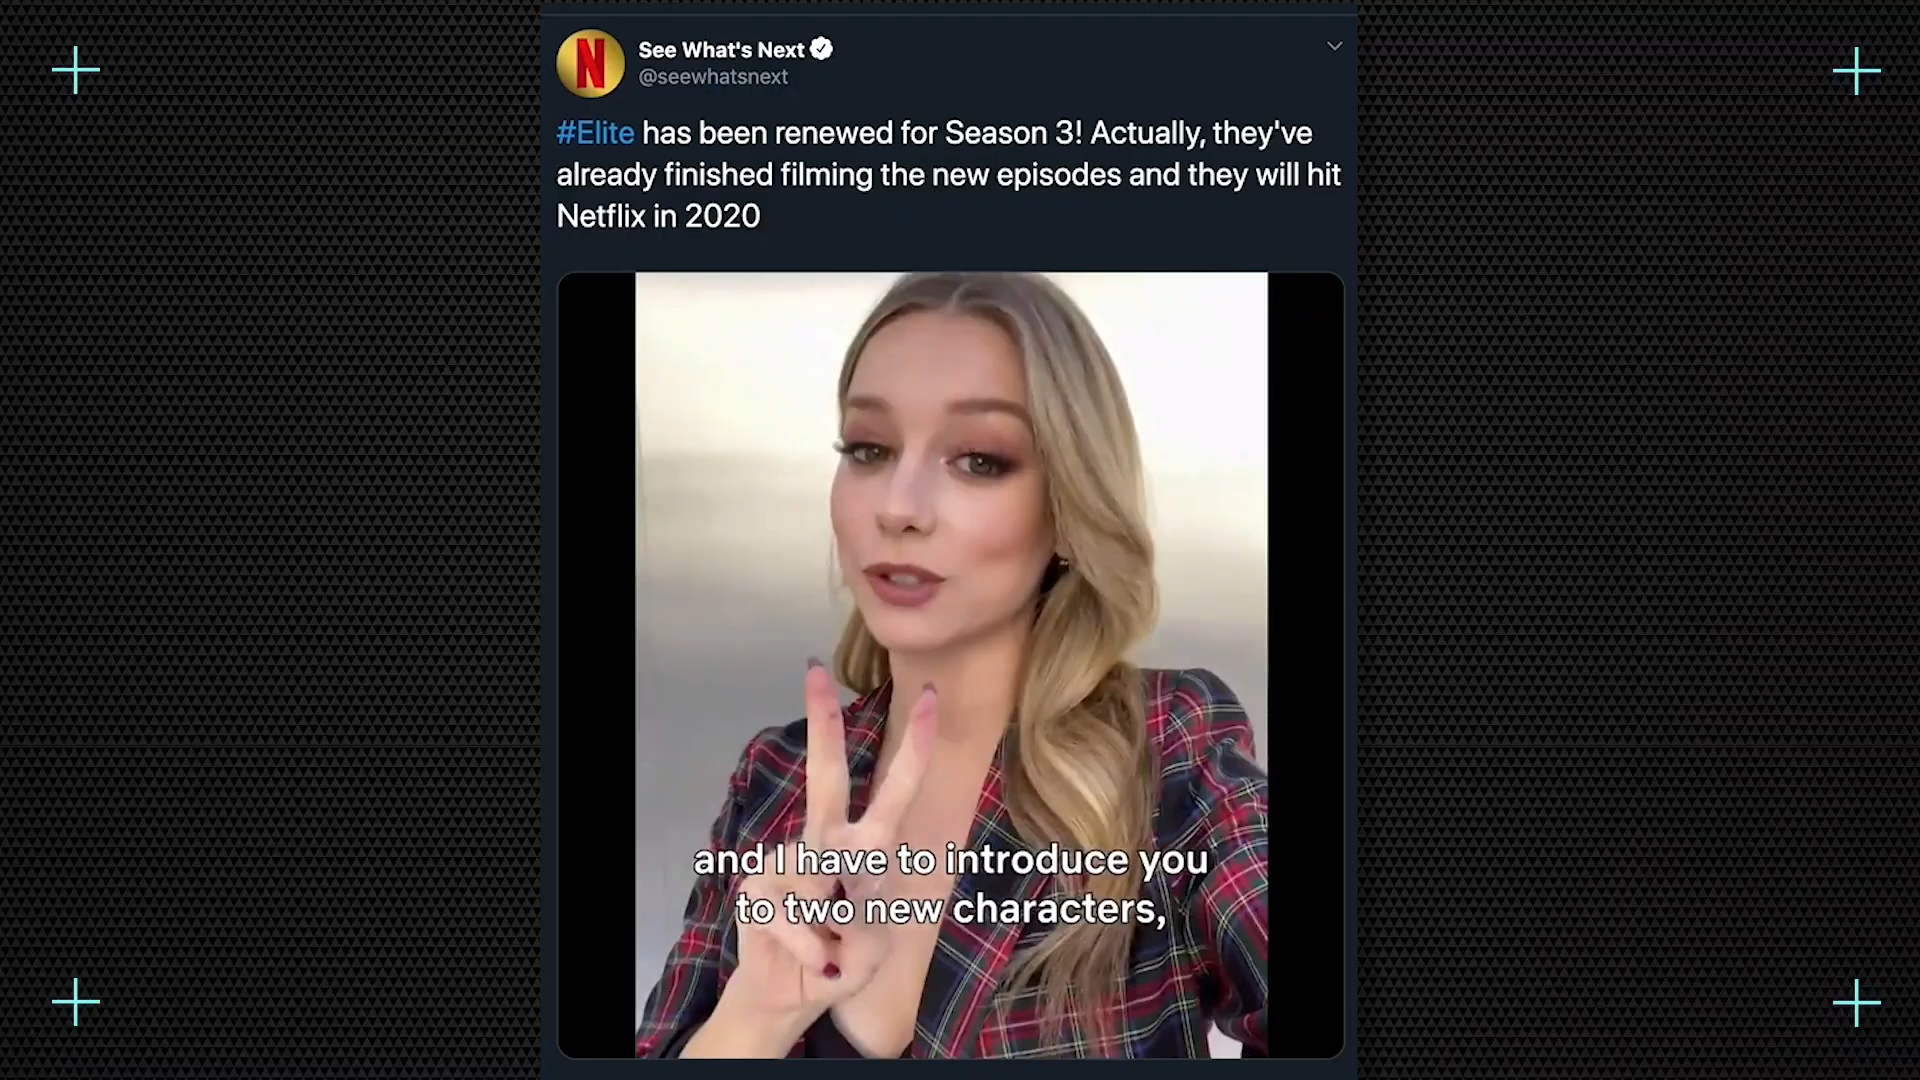 N
See What's Next
@seewhatsnext
#Elite has been renewed for Season 3! Actually, they've
already finished filming the new episodes and they will hit
Netflix in 2020
and I have to introduce you
to two new characters,